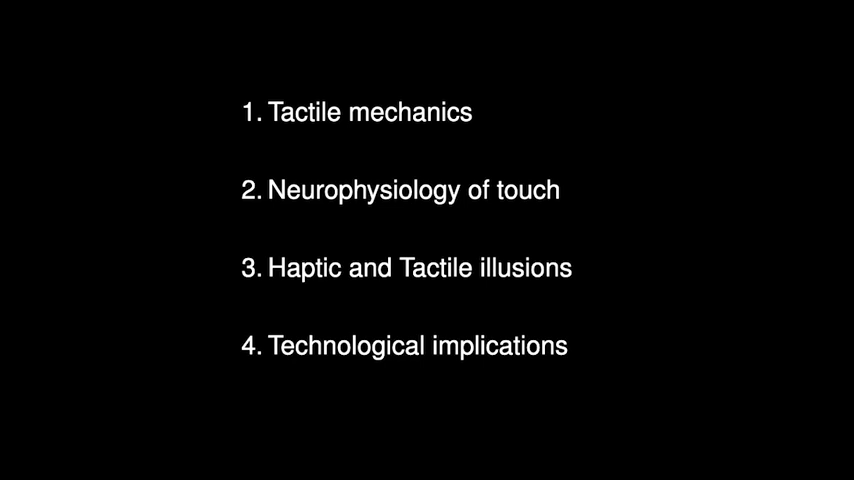 1. Tactile mechanics
2. Neurophysiology of touch
3. Haptic and Tactile illusions
4. Technological implications